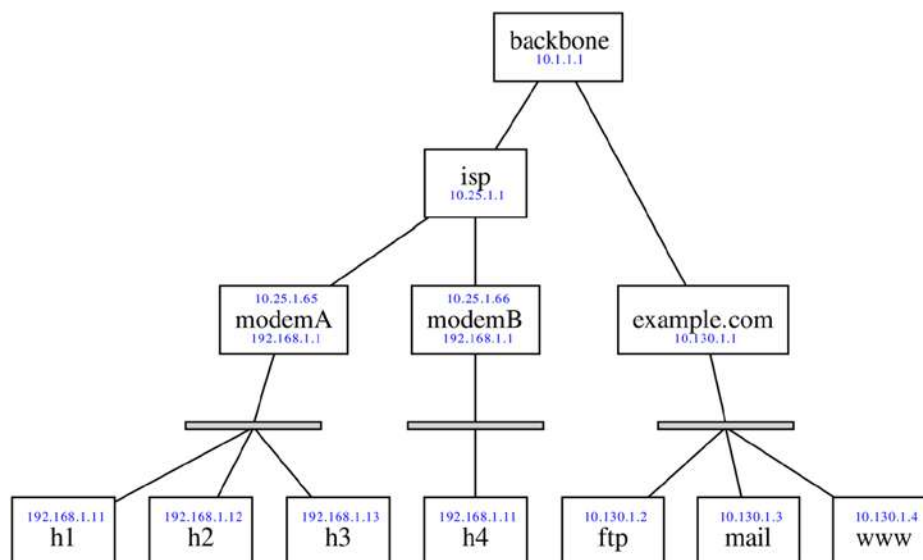 backbone
10.1.1.1
isp
10.25.1.1
10.25.1.65
modemA
192.168.1.1
10.25.1.66
modemB
192.168.1.1
example.com
10.130.1.1
192.168.1.11
h1
192.168.1.12
h2
192.168.1.13
h3
192.168.1.11
h4
10.130.1.2
ftp
10.130.1.3
mail
10.130.1.4
www